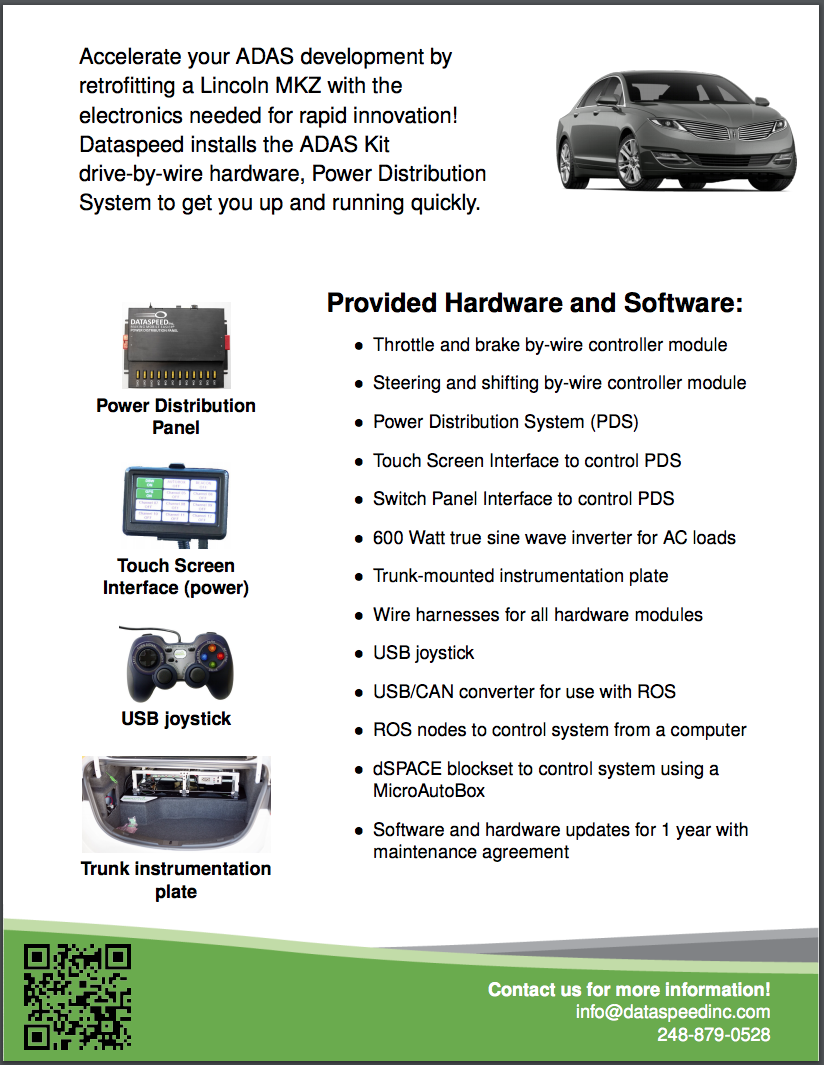 Accelerate your ADAS development by
retrofitting a Lincoln MKZ with the
electronics needed for rapid innovation!
Dataspeed installs the ADAS Kit
drive-by-wire hardware, Power Distribution
System to get you up and running quickly.
DATASPEED INC.
POWER DISTRIBUTION PANEL
Power Distribution
Panel
Touch Screen
Interface (power)
USB joystick
Trunk instrumentation
plate
Provided Hardware and Software:
● Throttle and brake by-wire controller module
● Steering and shifting by-wire controller module
● Power Distribution System (PDS)
● Touch Screen Interface to control PDS
● Switch Panel Interface to control PDS
● 600 Watt true sine wave inverter for AC loads
● Trunk-mounted instrumentation plate
● Wire harnesses for all hardware modules
● USB joystick
● USB/CAN converter for use with ROS
● ROS nodes to control system from a computer
● dSPACE blockset to control system using a
MicroAutoBox
● Software and hardware updates for 1 year with
maintenance agreement
Contact us for more information!
info@dataspeedinc.com
248-879-0528